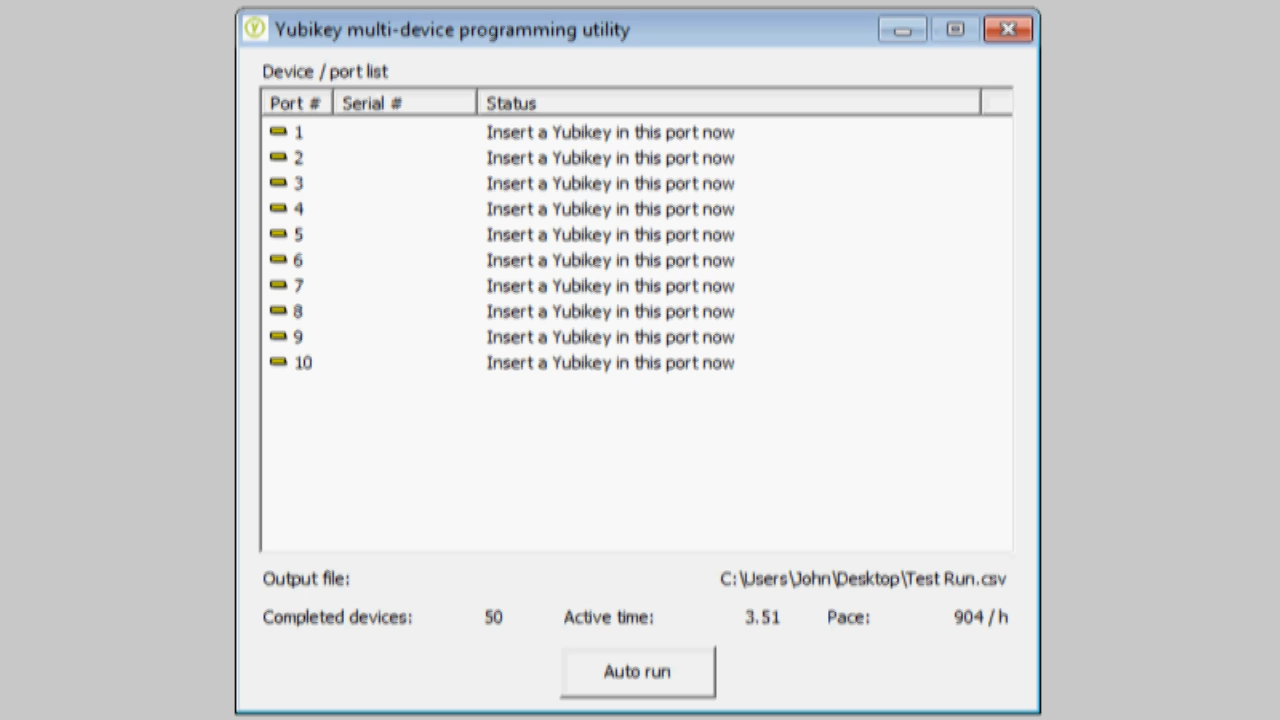 Yubikey multi-device programming utility
Device / port list
Port # Serial # Status
1 Insert a Yubikey in this port now
2 Insert a Yubikey in this port now
3 Insert a Yubikey in this port now
4 Insert a Yubikey in this port now
5 Insert a Yubikey in this port now
6 Insert a Yubikey in this port now
7 Insert a Yubikey in this port now
8 Insert a Yubikey in this port now
9 Insert a Yubikey in this port now
10 Insert a Yubikey in this port now
Output file: C:\Users\John\Desktop\Test Run.csv
Completed devices: 50 Active time: 3.51 Pace: 904 / h
Auto run